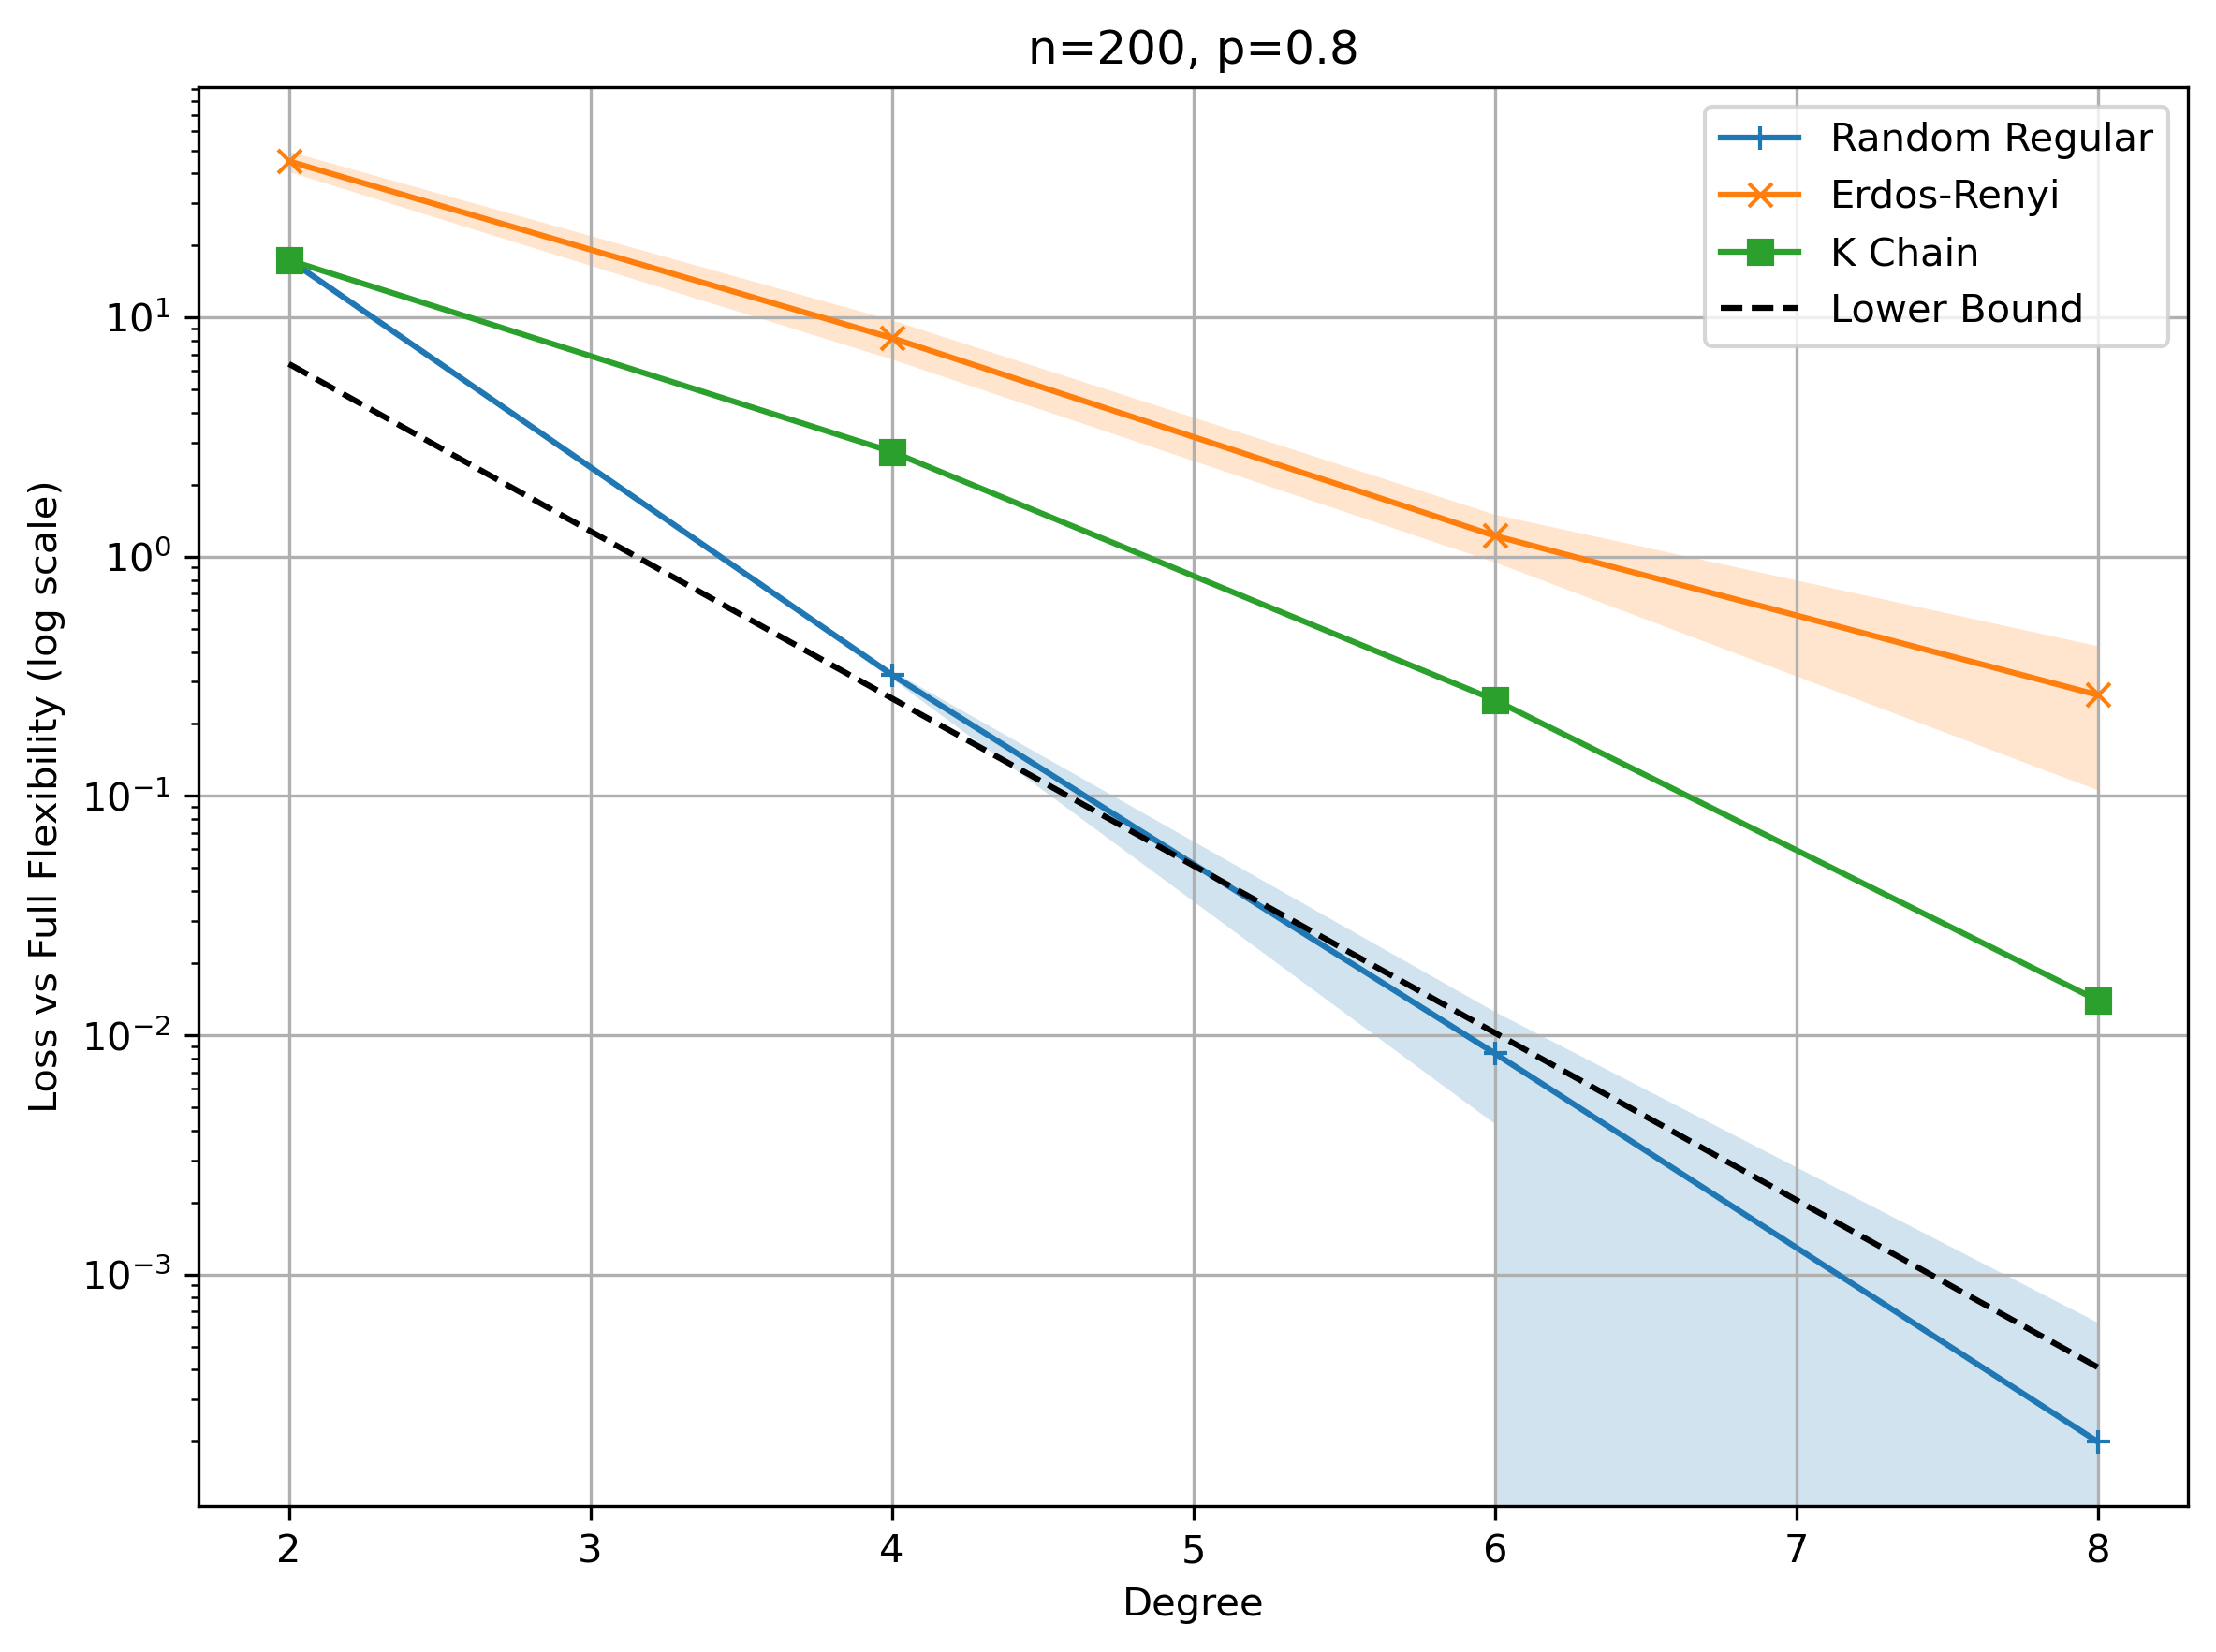 n=200, p=0.8
Random Regular
Erdos-Renyi
K Chain
Lower Bound
Loss vs Full Flexibility (log scale)
10¹
10⁰
10⁻¹
10⁻²
10⁻³
2 3 4 5 6 7 8
Degree